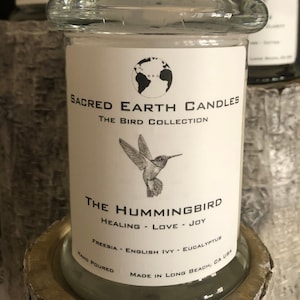 Sacred Earth Candles
The Bird Collection
The Hummingbird
Healing - Love - Joy
Freesia - English Ivy - Eucalyptus
Hand Poured
Made in Long Beach, CA USA